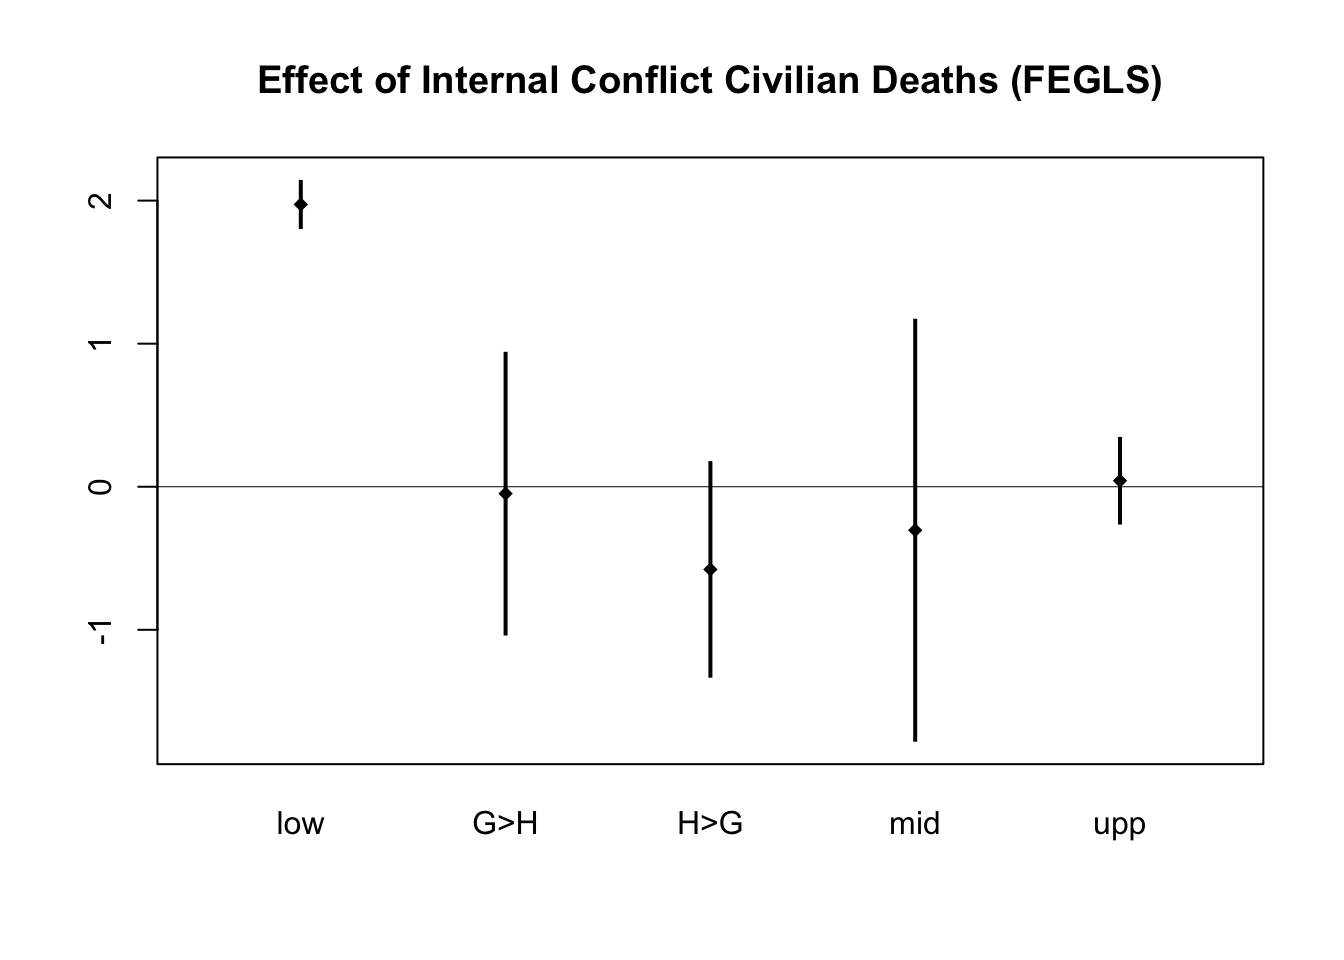 Effect of Internal Conflict Civilian Deaths (FEGLS)
2
1
0
-1
low G>H H>G mid upp